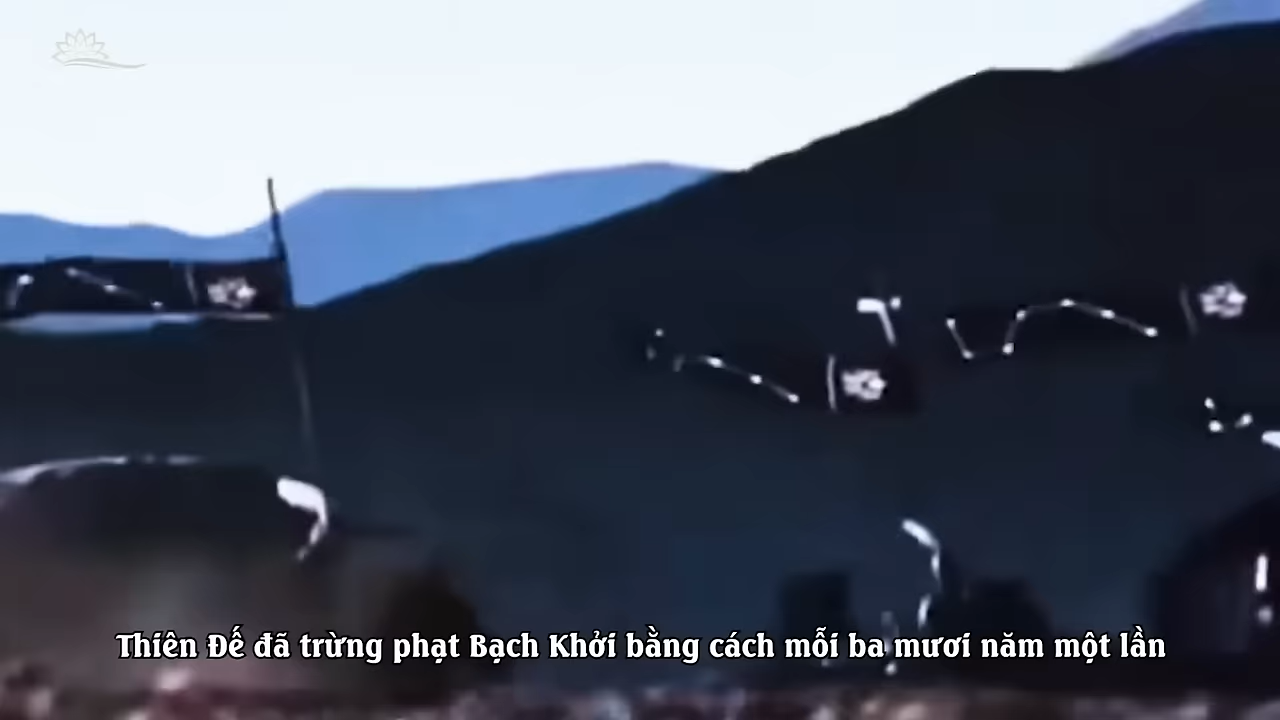 Thiên Đế đã trừng phạt Bạch Khởi bằng cách mỗi ba mươi năm một lần